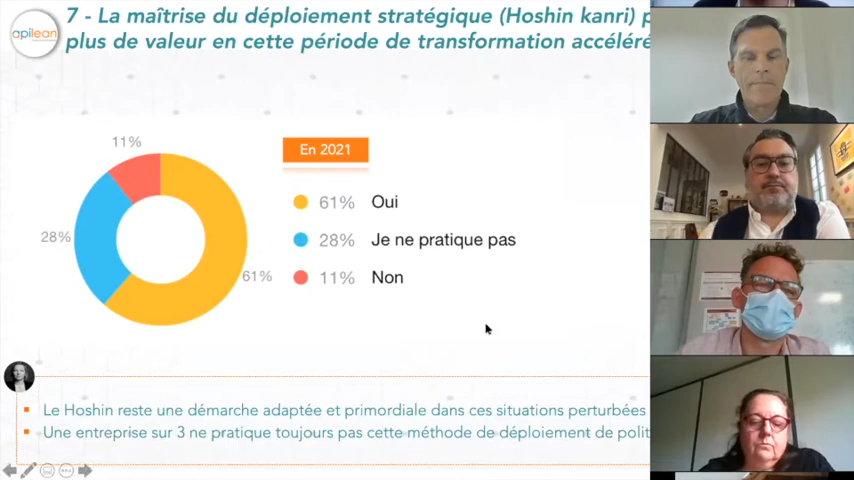 apilean
7 - La maîtrise du déploiement stratégique (Hoshin kanri)
plus de valeur en cette période de transformation
11%
28%
61%
En 2021
61% Oui
28% Je ne pratique pas
11% Non
Le Hoshin reste une démarche adaptée et primordiale dans ces situations perturbées
Une entreprise sur 3 ne pratique toujours pas cette méthode de déploiement de